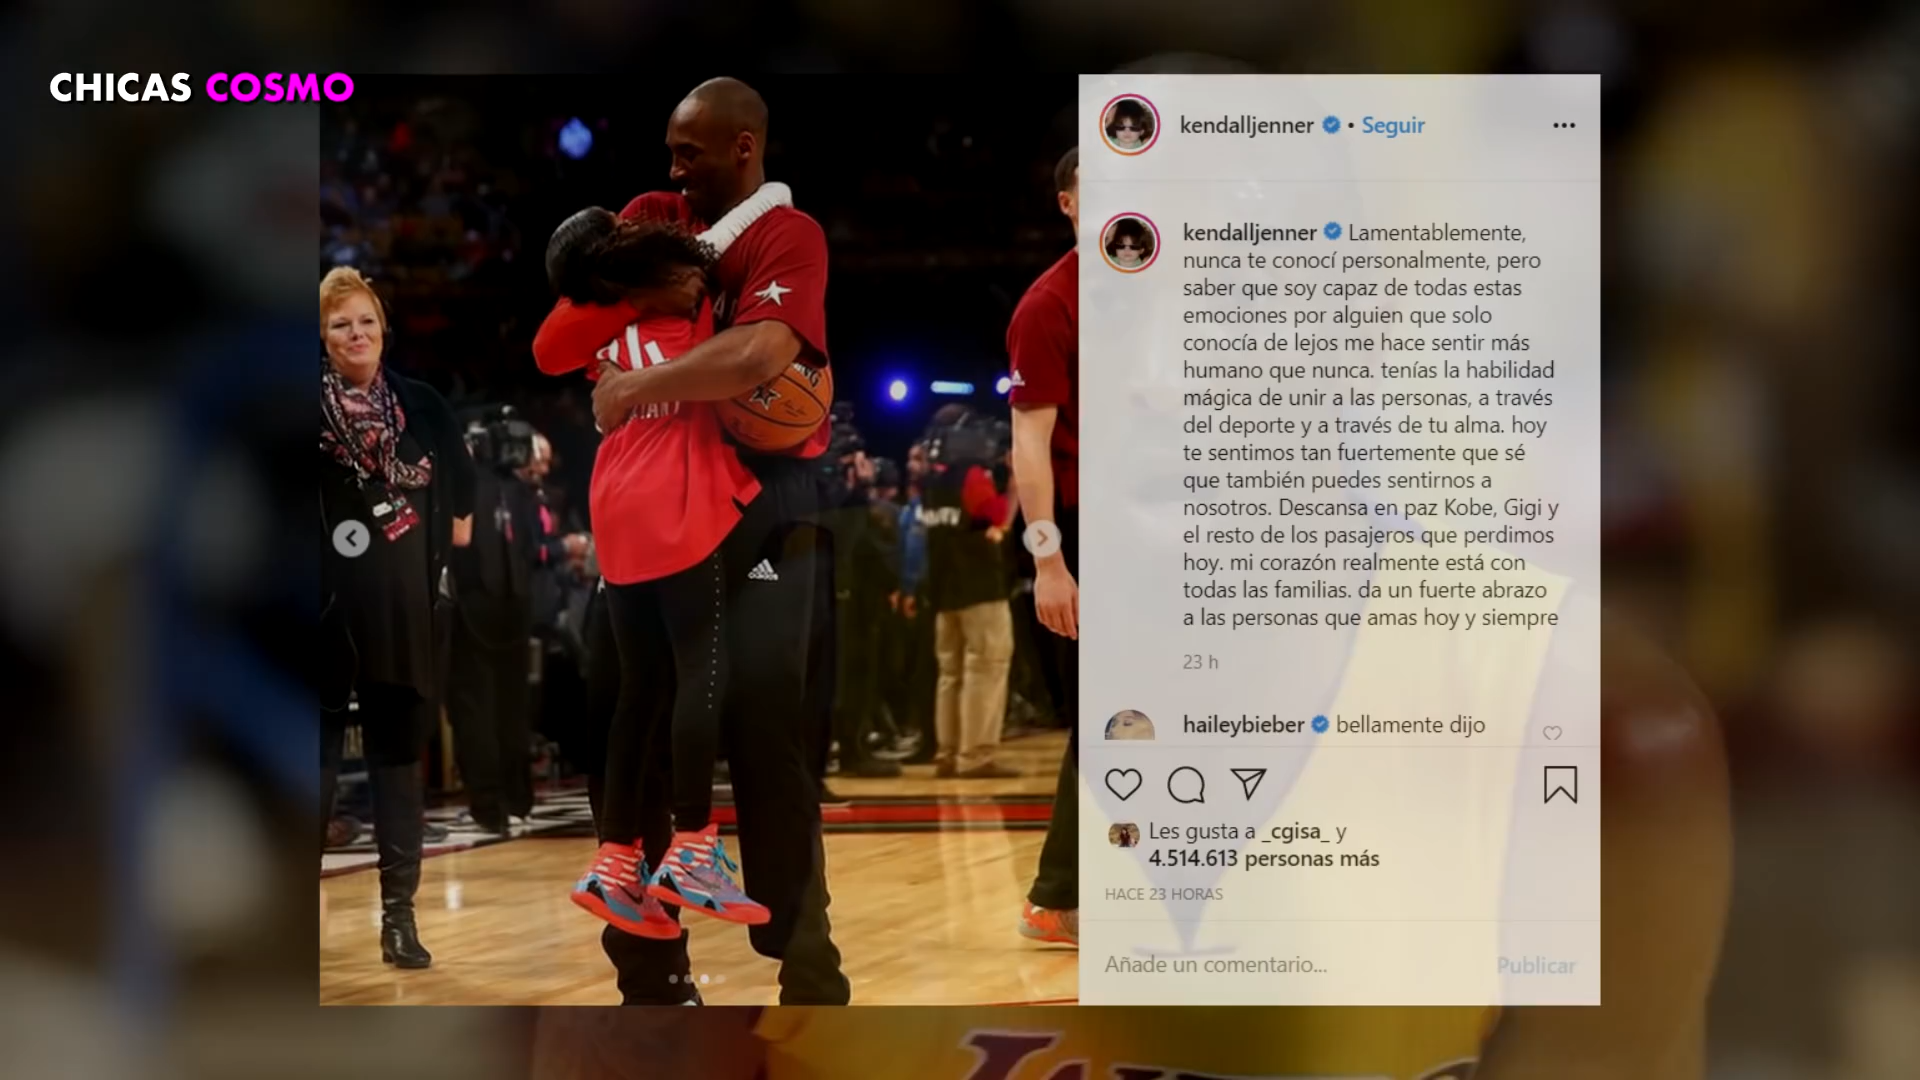 CHICAS COSMO
kendalljenner • Seguir
kendalljenner Lamentablemente,
nunca te conocí personalmente, pero
saber que soy capaz de todas estas
emociones por alguien que solo
conocía de lejos me hace sentir más
humano que nunca. tenías la habilidad
mágica de unir a las personas, a través
del deporte y a través de tu alma. hoy
te sentimos tan fuertemente que sé
que también puedes sentirnos a
nosotros. Descansa en paz Kobe, Gigi y
el resto de los pasajeros que perdimos
hoy. mi corazón realmente está con
todas las familias. da un fuerte abrazo
a las personas que amas hoy y siempre
23 h
haileybieber bellamente dijo
Les gusta a _cgisa_ y
4.514.613 personas más
HACE 23 HORAS
Añade un comentario...
Publicar
adidas